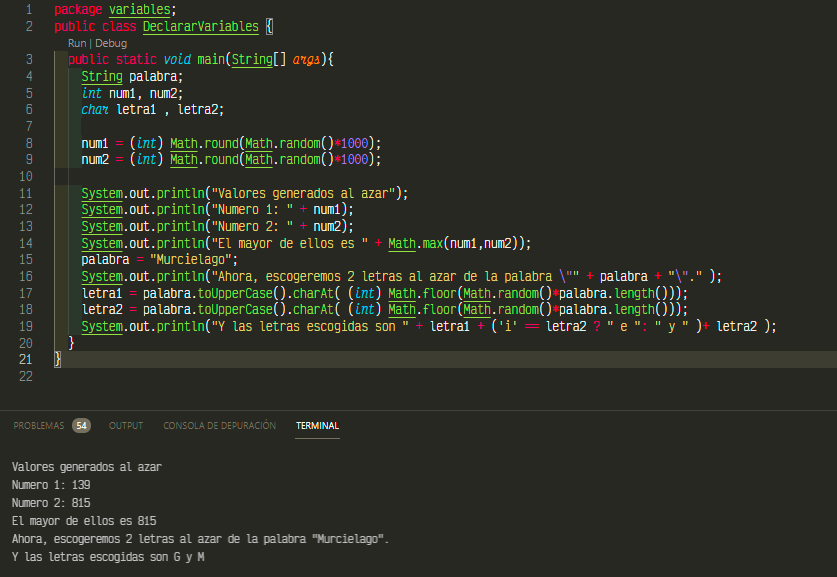 1 package variables;
2 public class DeclararVariables {
Run | Debug
3 public static void main(String[] args){
4 String palabra;
5 int num1, num2;
6 char letra1 , letra2;
7
8 num1 = (int) Math.round(Math.random()*1000);
9 num2 = (int) Math.round(Math.random()*1000);
10
11 System.out.println("Valores generados al azar");
12 System.out.println("Numero 1: " + num1);
13 System.out.println("Numero 2: " + num2);
14 System.out.println("El mayor de ellos es " + Math.max(num1,num2));
15 palabra = "Murcielago";
16 System.out.println("Ahora, escogeremos 2 letras al azar de la palabra \"" + palabra + "\"." );
17 letra1 = palabra.toUpperCase().charAt( (int) Math.floor(Math.random()*palabra.length()));
18 letra2 = palabra.toUpperCase().charAt( (int) Math.floor(Math.random()*palabra.length()));
19 System.out.println("Y las letras escogidas son " + letra1 + ('i' == letra2 ? " e ": " y " )+ letra2 );
20 }
21 }
22
PROBLEMAS 54 OUTPUT CONSOLA DE DEPURACIÓN TERMINAL
Valores generados al azar
Numero 1: 139
Numero 2: 815
El mayor de ellos es 815
Ahora, escogeremos 2 letras al azar de la palabra "Murcielago".
Y las letras escogidas son G y M